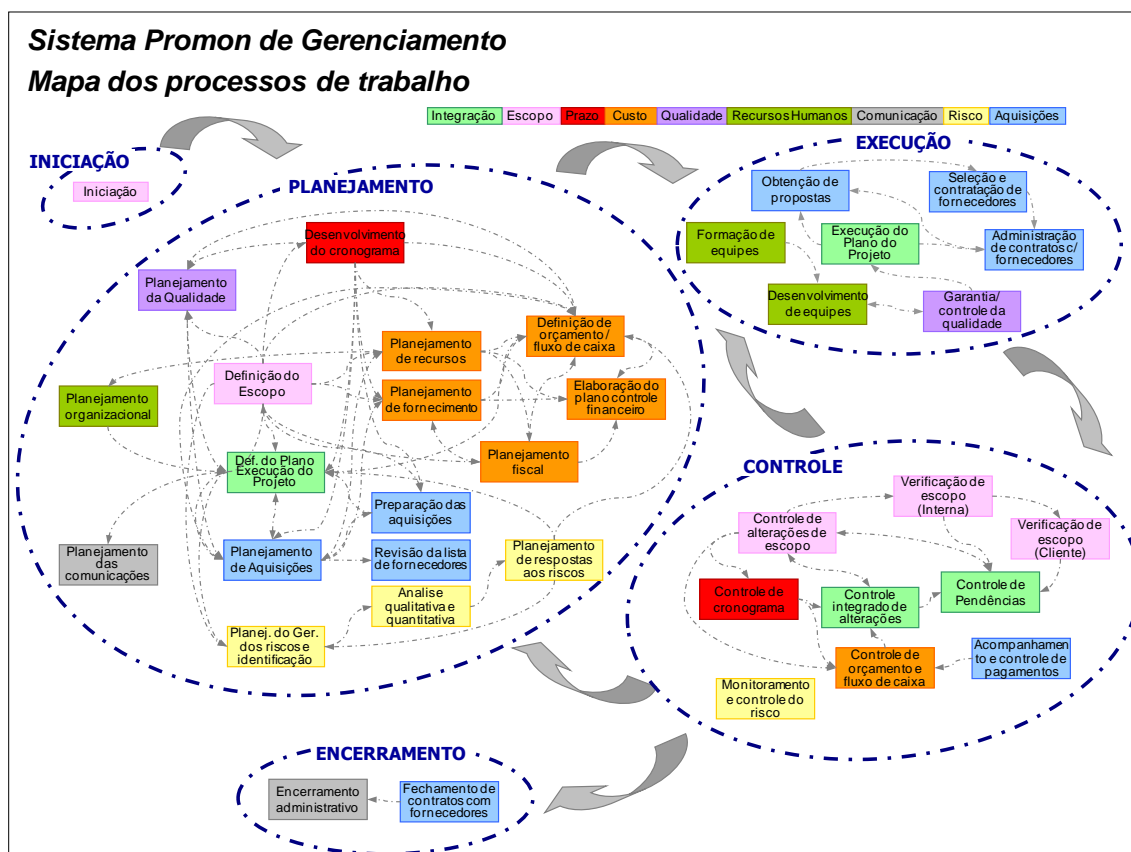 Sistema Promon de Gerenciamento
Mapa dos processos de trabalho
Integração Escopo Prazo Custo Qualidade Recursos Humanos Comunicação Risco Aquisições
INICIAÇÃO
Iniciação
PLANEJAMENTO
Desenvolvimento
do cronograma
Planejamento
da Qualidade
Planejamento
de recursos
Definição de
orçamento/
fluxo de caixa
Definição do
Escopo
Planejamento
organizacional
Planejamento
de fornecimento
Elaboração do
plano controle
financeiro
Planejamento
fiscal
Def. do Plano
Execução do
Projeto
Preparação das
aquisições
Planejamento
das
comunicações
Planejamento
de Aquisições
Revisão da lista
de fornecedores
Planejamento
de respostas
aos riscos
Analise
qualitativa e
quantitativa
Planej. do Ger.
dos riscos e
identificação
EXECUÇÃO
Obtenção de
propostas
Seleção e
contratação de
fornecedores
Formação de
equipes
Execução do
Plano do
Projeto
Administração
de contratos c/
fornecedores
Desenvolvimento
de equipes
Garantia/
controle da
qualidade
CONTROLE
Verificação de
escopo
(Interna)
Controle de
alterações de
escopo
Verificação de
escopo
(Cliente)
Controle de
cronograma
Controle
integrado de
alterações
Controle de
Pendências
Controle de
orçamento e
fluxo de caixa
Acompanhamen
to e controle de
pagamentos
Monitoramento
e controle do
risco
ENCERRAMENTO
Encerramento
administrativo
Fechamento de
contratos com
fornecedores